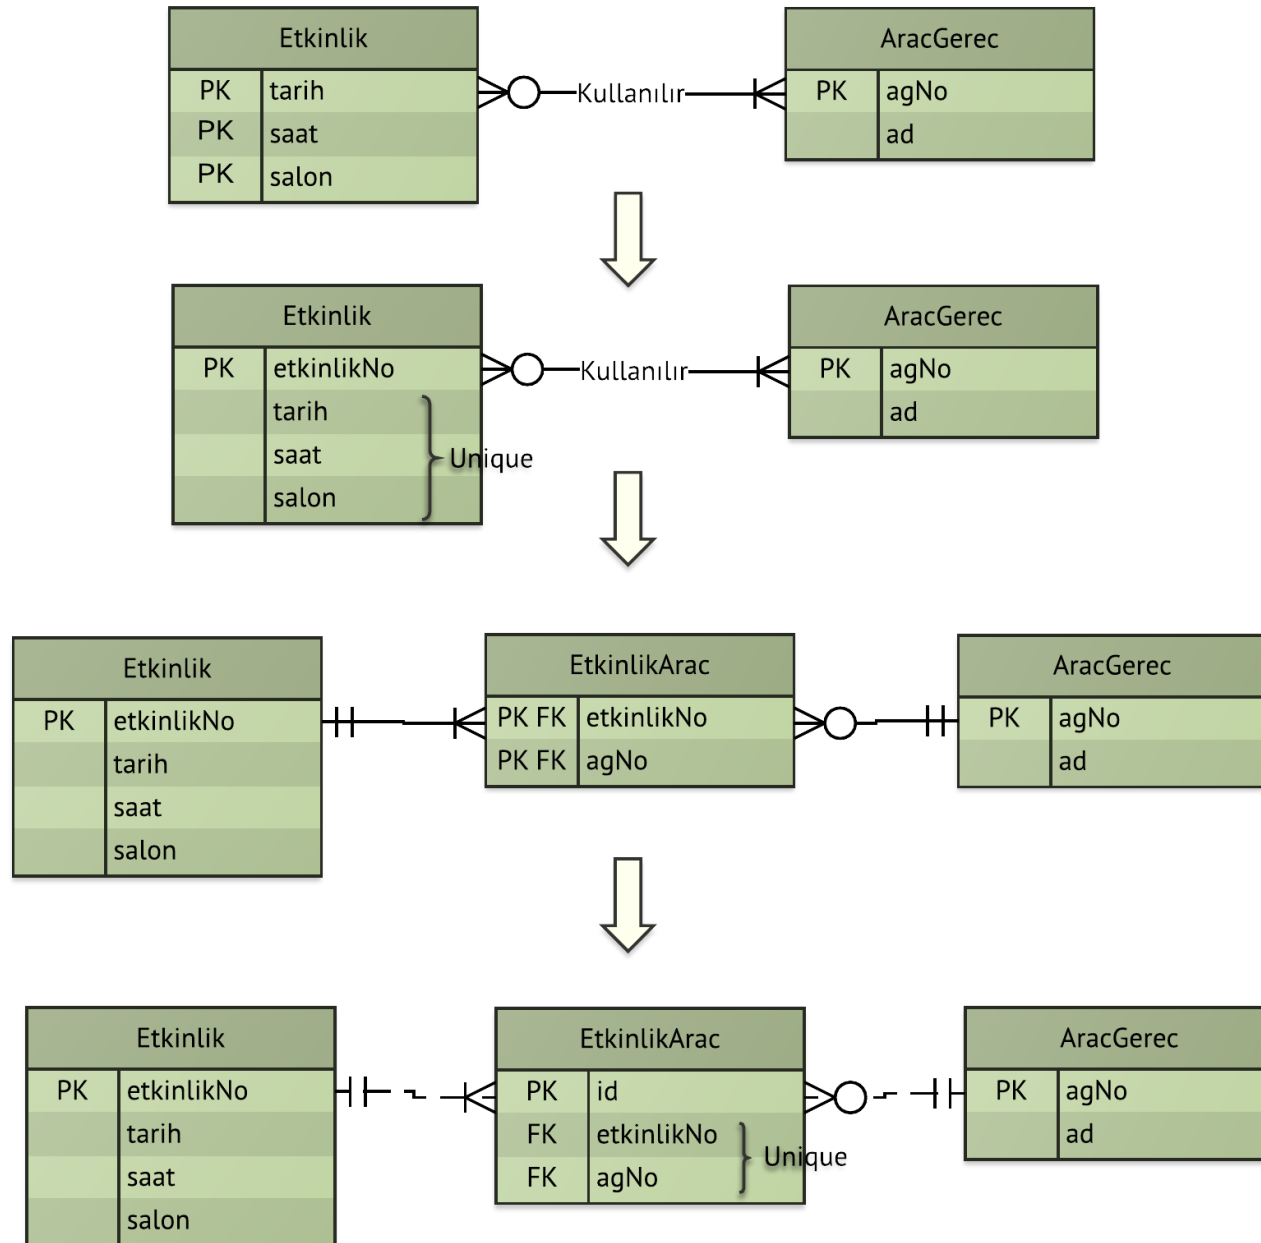 Etkinlik
PK tarih
PK saat
PK salon
Kullanılır
AracGerec
PK agNo
ad
Etkinlik
PK etkinlikNo
tarih
saat
salon
Unique
Kullanılır
AracGerec
PK agNo
ad
Etkinlik
PK etkinlikNo
tarih
saat
salon
EtkinlikArac
PK FK etkinlikNo
PK FK agNo
AracGerec
PK agNo
ad
Etkinlik
PK etkinlikNo
tarih
saat
salon
EtkinlikArac
PK id
FK etkinlikNo
FK agNo
Unique
AracGerec
PK agNo
ad